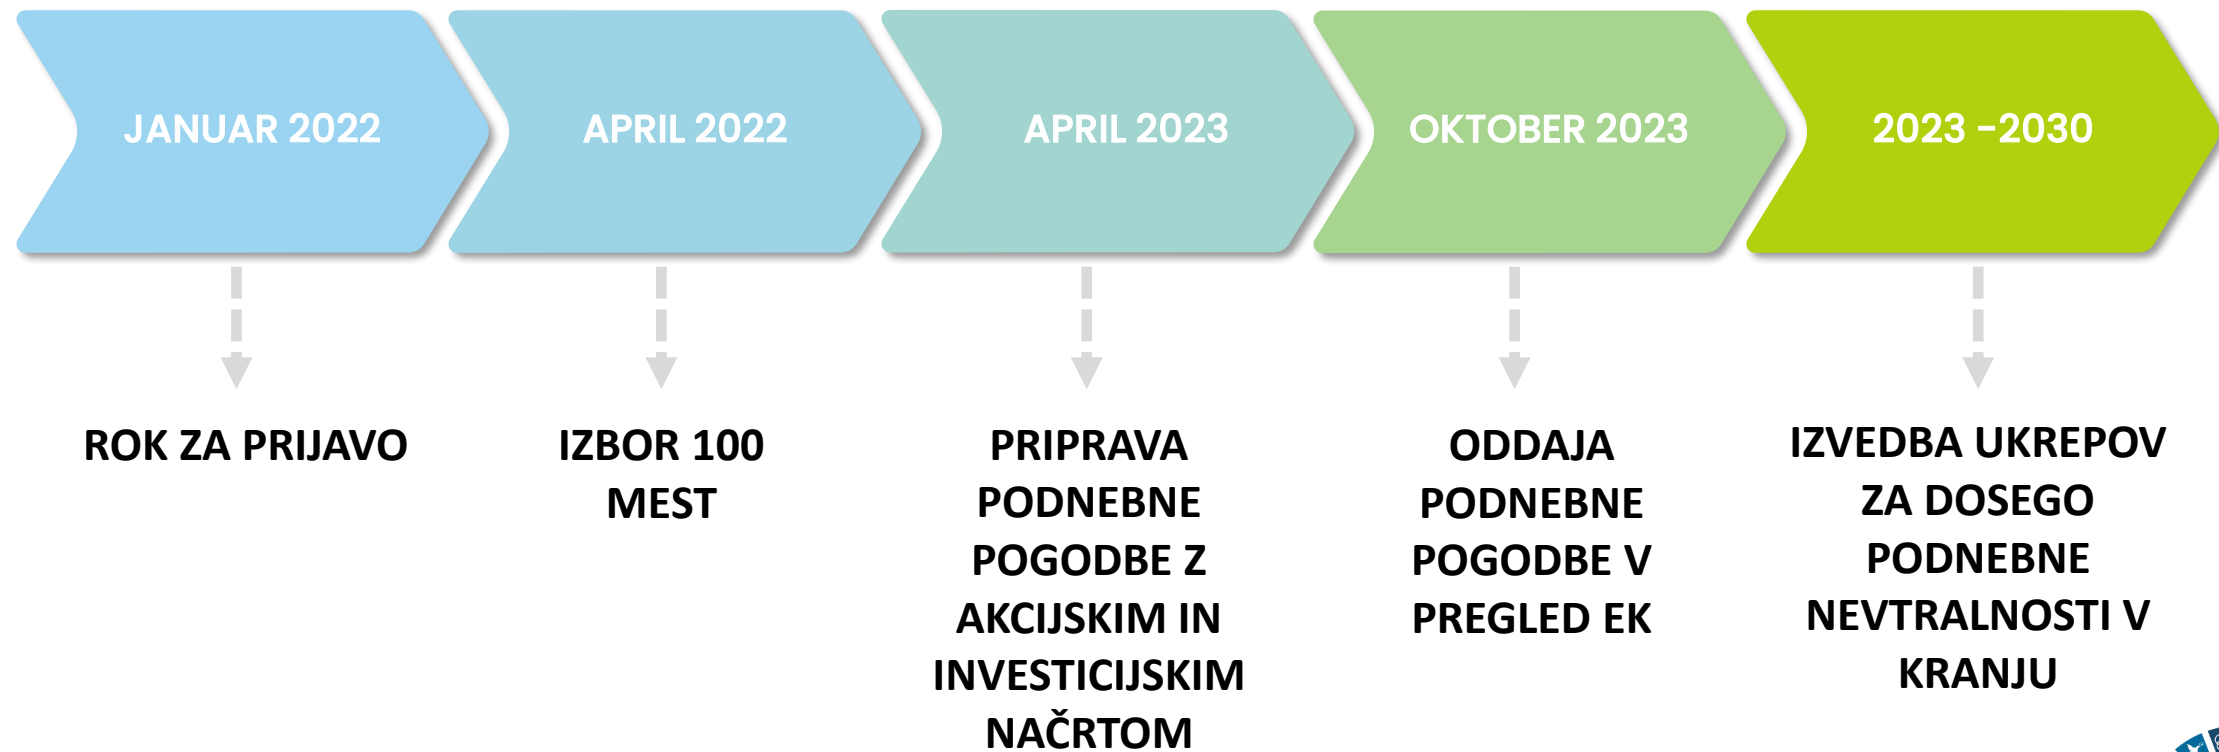 JANUAR 2022
APRIL 2022
APRIL 2023
OKTOBER 2023
2023 -2030
ROK ZA PRIJAVO
IZBOR 100
MEST
PRIPRAVA
PODNEBNE
POGODBE Z
AKCIJSKIM IN
INVESTICIJSKIM
NAČRTOM
ODDAJA
PODNEBNE
POGODBE V
PREGLED EK
IZVEDBA UKREPOV
ZA DOSEGO
PODNEBNE
NEVTRALNOSTI V
KRANJU